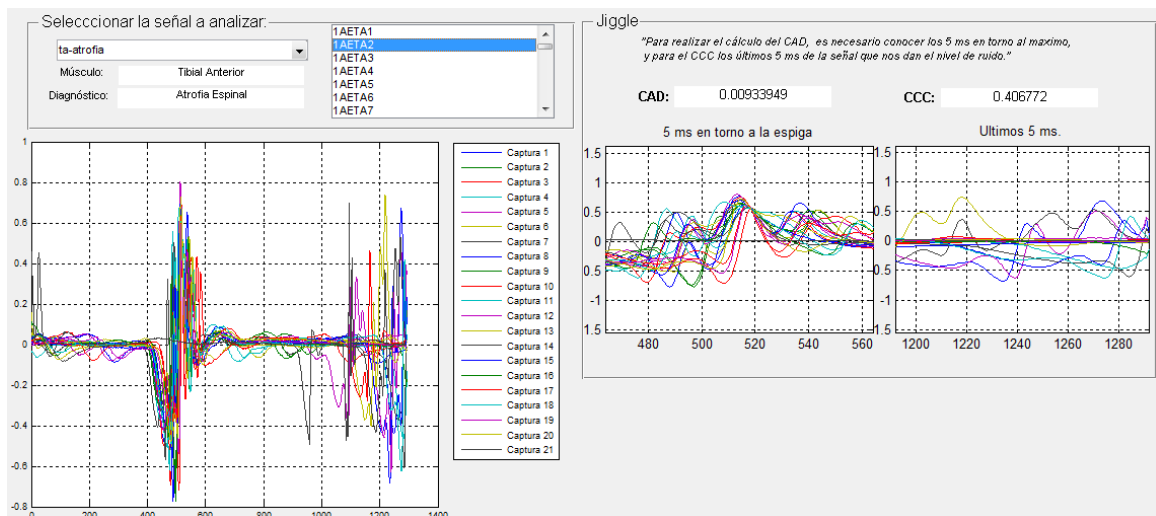 Selecccionar la señal a analizar:
ta-atrofia
Músculo: Tibial Anterior
Diagnóstico: Atrofia Espinal
1AETA1
1AETA2
1AETA3
1AETA4
1AETA5
1AETA6
1AETA7
1
0.8
0.6
0.4
0.2
0
-0.2
-0.4
-0.6
-0.8
0 200 400 600 800 1000 1200 1400
Captura 1
Captura 2
Captura 3
Captura 4
Captura 5
Captura 6
Captura 7
Captura 8
Captura 9
Captura 10
Captura 11
Captura 12
Captura 13
Captura 14
Captura 15
Captura 16
Captura 17
Captura 18
Captura 19
Captura 20
Captura 21
Jiggle
"Para realizar el cálculo del CAD, es necesario conocer los 5 ms en torno al maximo,
y para el CCC los últimos 5 ms de la señal que nos dan el nivel de ruido."
CAD: 0.00933949 CCC: 0.406772
5 ms en torno a la espiga
1.5
1
0.5
0
0.5
-1
1.5
480 500 520 540 560
Ultimos 5 ms.
1.5
1
0.5
0
0.5
-1
1.5
1200 1220 1240 1260 1280